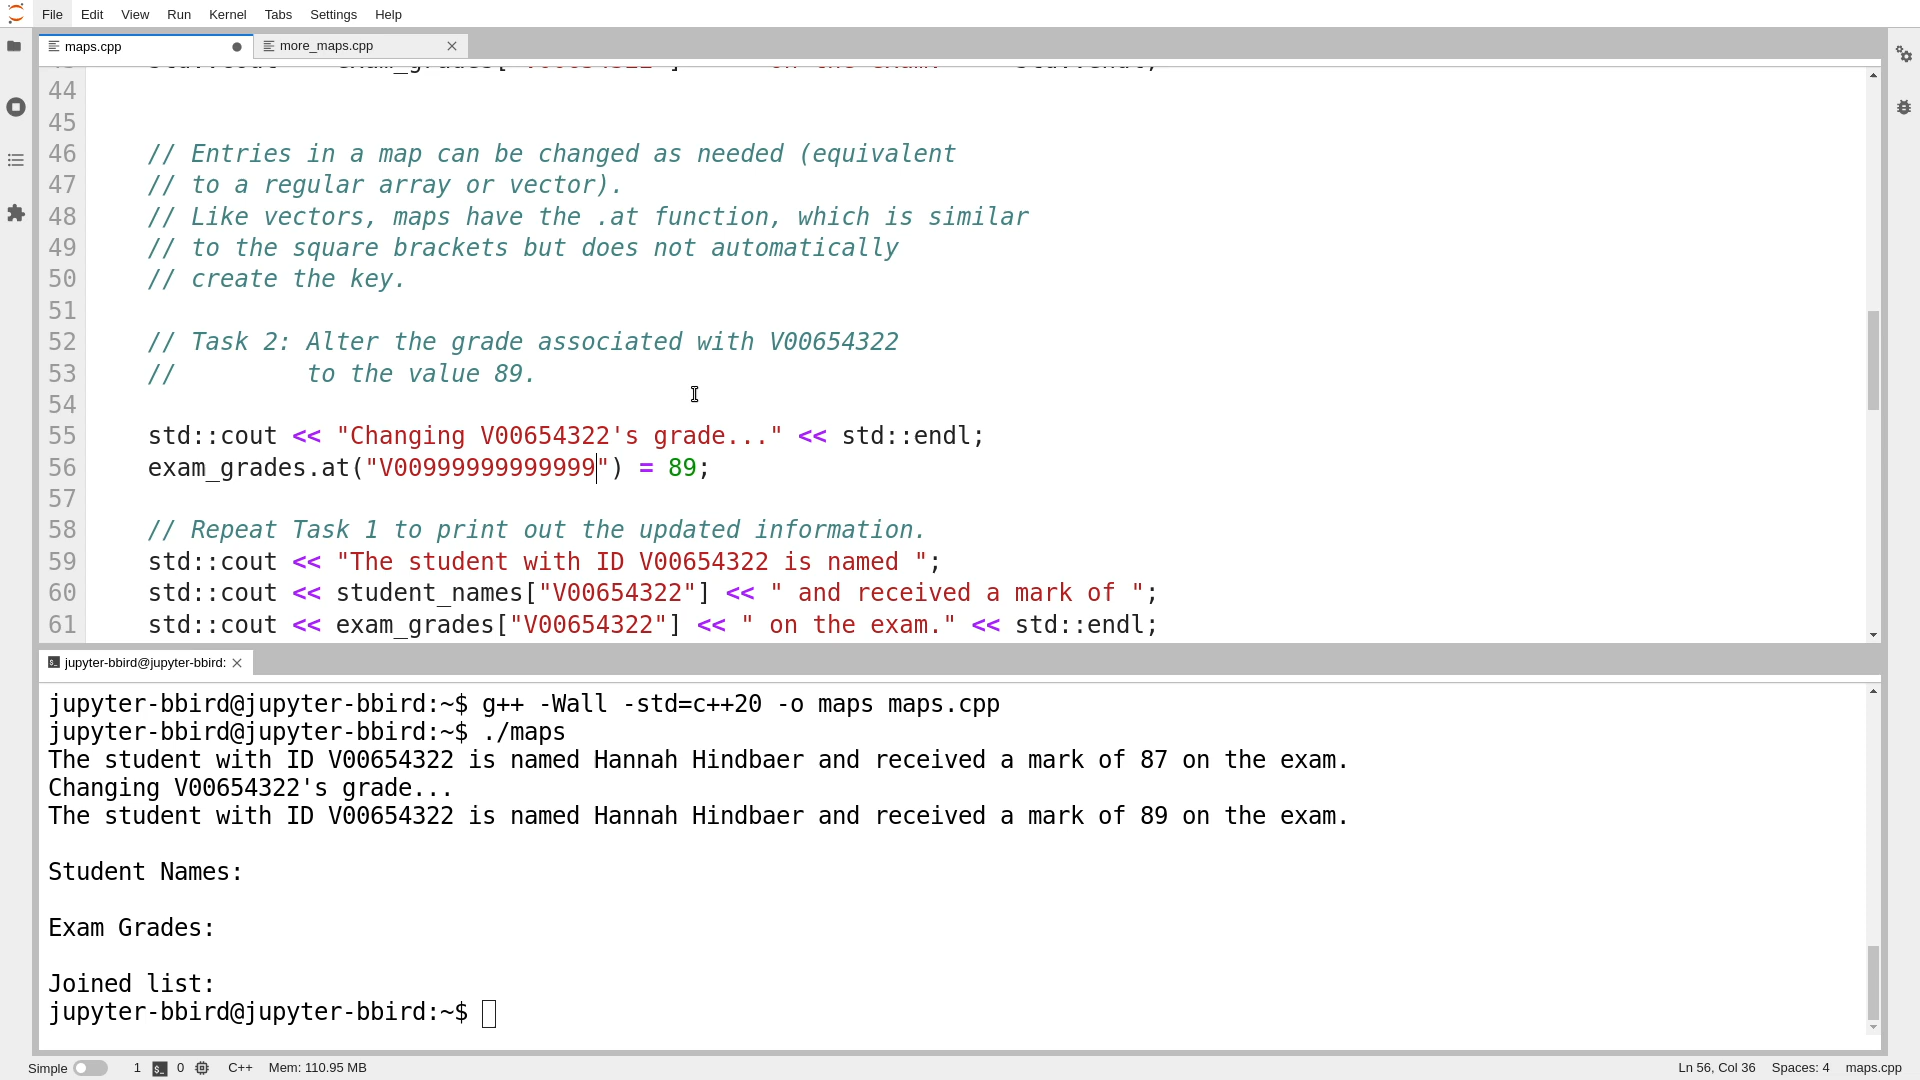 File Edit View Run Kernel Tabs Settings Help
maps.cpp more_maps.cpp
44
45
46 // Entries in a map can be changed as needed (equivalent
47 // to a regular array or vector).
48 // Like vectors, maps have the .at function, which is similar
49 // to the square brackets but does not automatically
50 // create the key.
51
52 // Task 2: Alter the grade associated with V00654322
53 // to the value 89.
54
55 std::cout << "Changing V00654322's grade..." << std::endl;
56 exam_grades.at("V00999999999999") = 89;
57
58 // Repeat Task 1 to print out the updated information.
59 std::cout << "The student with ID V00654322 is named ";
60 std::cout << student_names["V00654322"] << " and received a mark of ";
61 std::cout << exam_grades["V00654322"] << " on the exam." << std::endl;
jupyter-bbird@jupyter-bbird:
jupyter-bbird@jupyter-bbird:~$ g++ -Wall -std=c++20 -o maps maps.cpp
jupyter-bbird@jupyter-bbird:~$ ./maps
The student with ID V00654322 is named Hannah Hindbaer and received a mark of 87 on the exam.
Changing V00654322's grade...
The student with ID V00654322 is named Hannah Hindbaer and received a mark of 89 on the exam.
Student Names:
Exam Grades:
Joined list:
jupyter-bbird@jupyter-bbird:~$
Simple 1 0 C++ Mem: 110.95 MB Ln 56, Col 36 Spaces: 4 maps.cpp